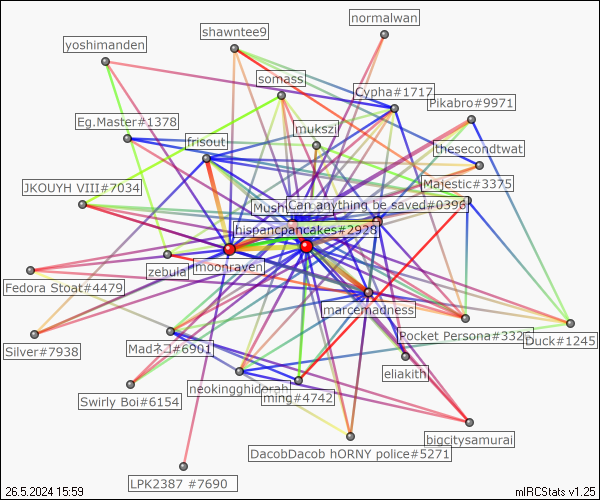 normalwan
shawntee9
yoshimanden
somass
Cypha#1717
Pikabro#9971
Eg.Master#1378
mukszi
frisout
thesecondtwat
JKOUYH VIII#7034
Majestic#3375
Mush
Can anything be saved#0398
hispancpancakes#2928
zebula
moonraven
Fedora Stoat#4479
marcemadness
Silver#7938
Madネコ#6901
Pocket Persona#332
Duck#1245
eliakith
neokingghidorah
ming#4742
Swirly Boi#6154
bigcitysamurai
DacobDacob hORNY police#5271
LPK2387 #7690
26.5.2024 15:59
mIRCStats v1.25